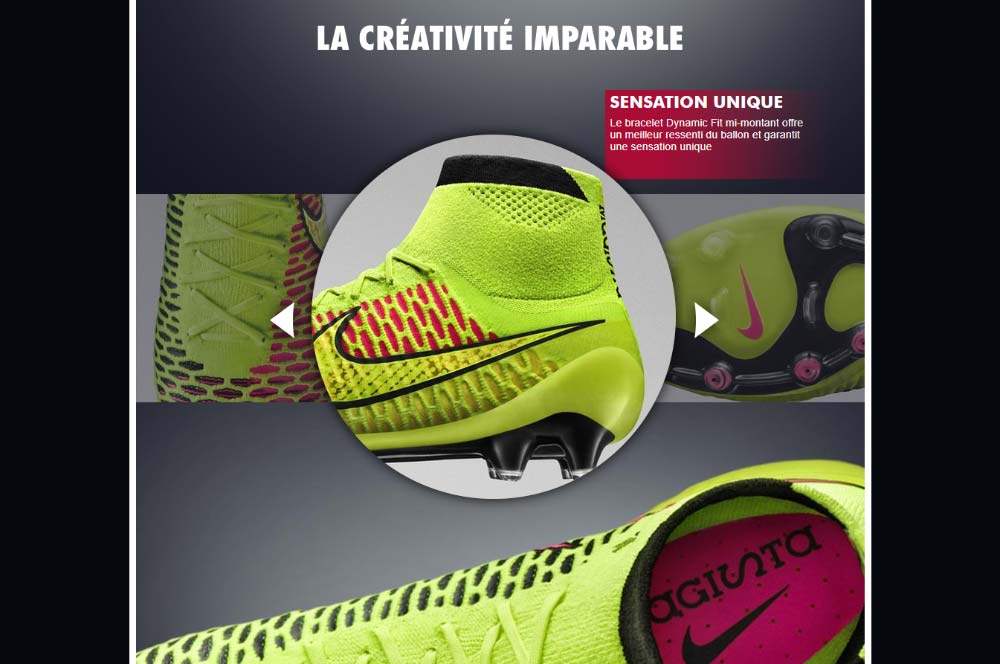 LA CRÉATIVITÉ IMPARABLE
SENSATION UNIQUE
Le bracelet Dynamic Fit mi-montant offre
un meilleur ressenti du ballon et garantit
une sensation unique
AGISTA